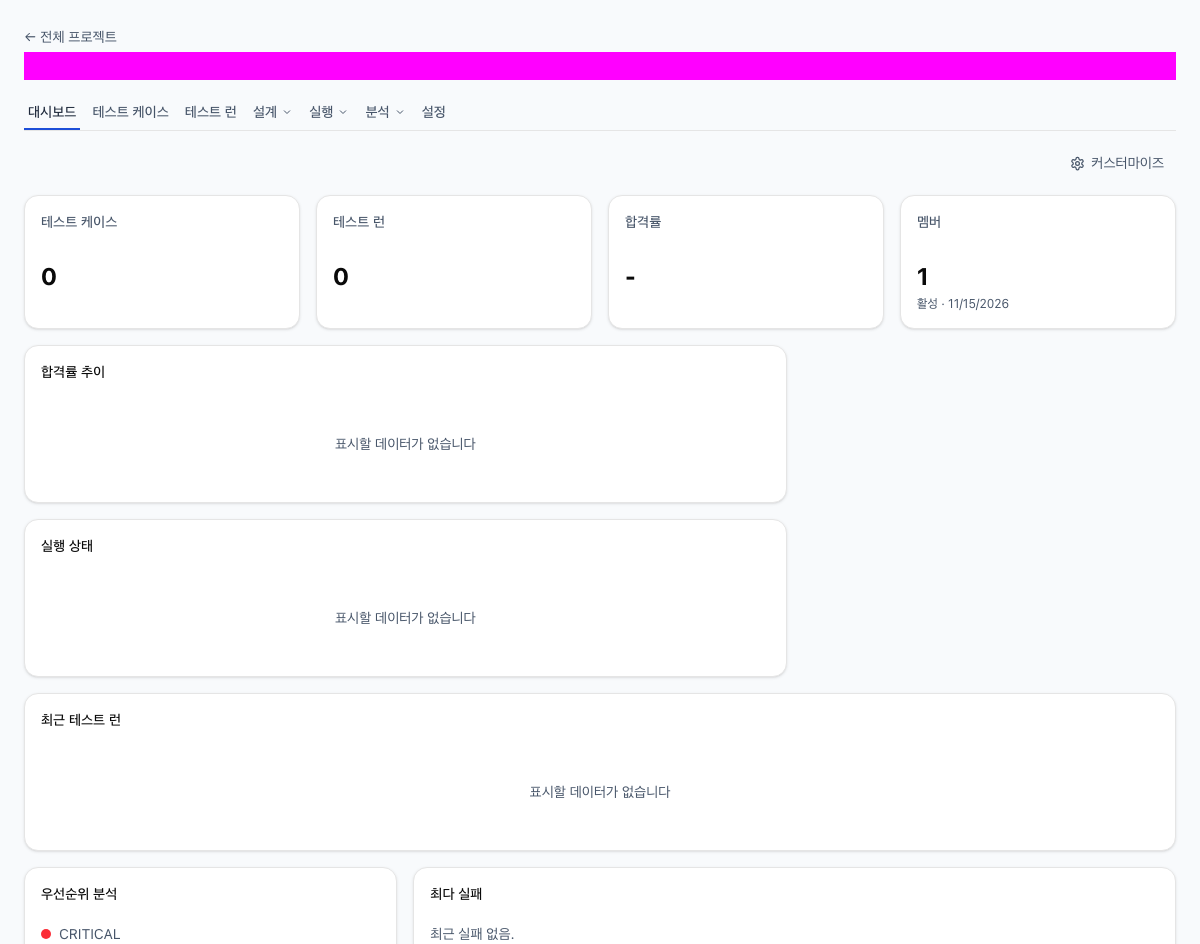 ← 전체 프로젝트
대시보드 테스트 케이스 테스트 런 설계 실행 분석 설정
커스터마이즈
테스트 케이스
0
테스트 런
0
합격률
-
멤버
1
활성 · 11/15/2026
합격률 추이
표시할 데이터가 없습니다
실행 상태
표시할 데이터가 없습니다
최근 테스트 런
표시할 데이터가 없습니다
우선순위 분석
CRITICAL
최다 실패
최근 실패 없음.